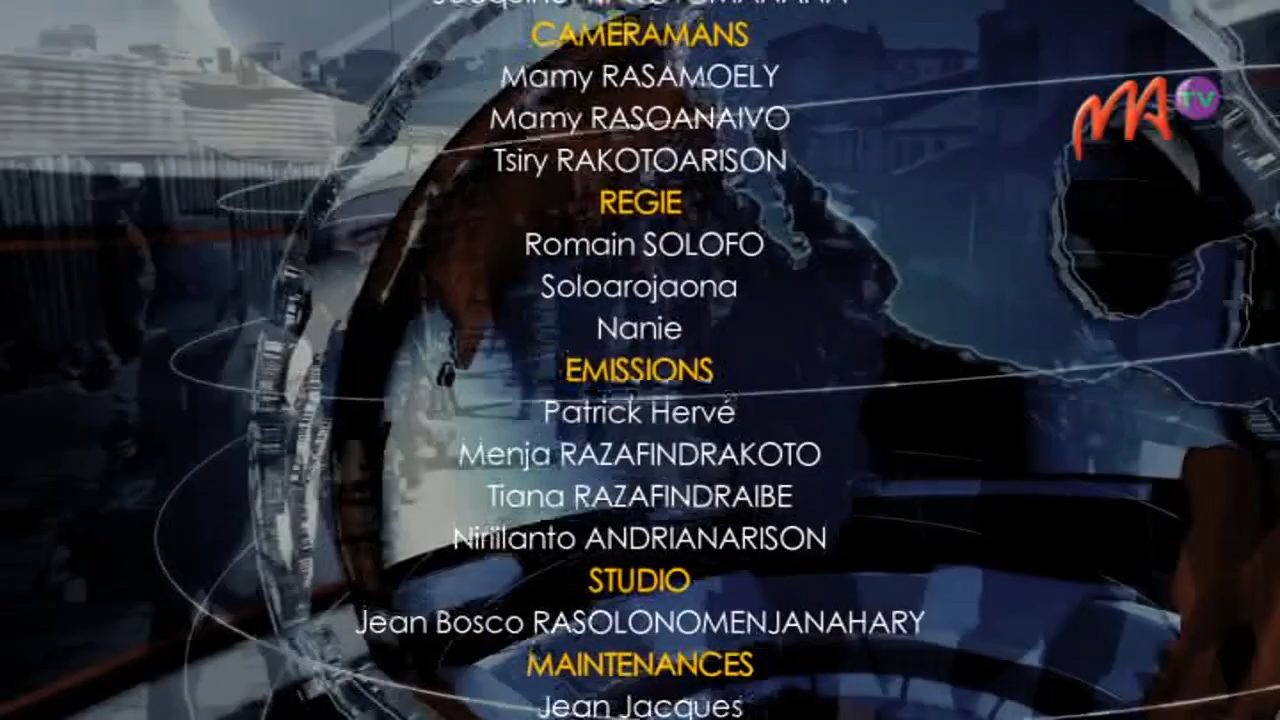 CAMERAMANS
Mamy RASAMOELY
Mamy RASOANAIVO
Tsiry RAKOTOARISON
REGIE
Romain SOLOFO
Soloarojaona
Nanie
EMISSIONS
Patrick Hervé
Menja RAZAFINDRAKOTO
Tiana RAZAFINDRAIBE
Niriilanto ANDRIANARISON
STUDIO
Jean Bosco RASOLONOMENJANAHARY
MAINTENANCES
Jean Jacques
MA TV